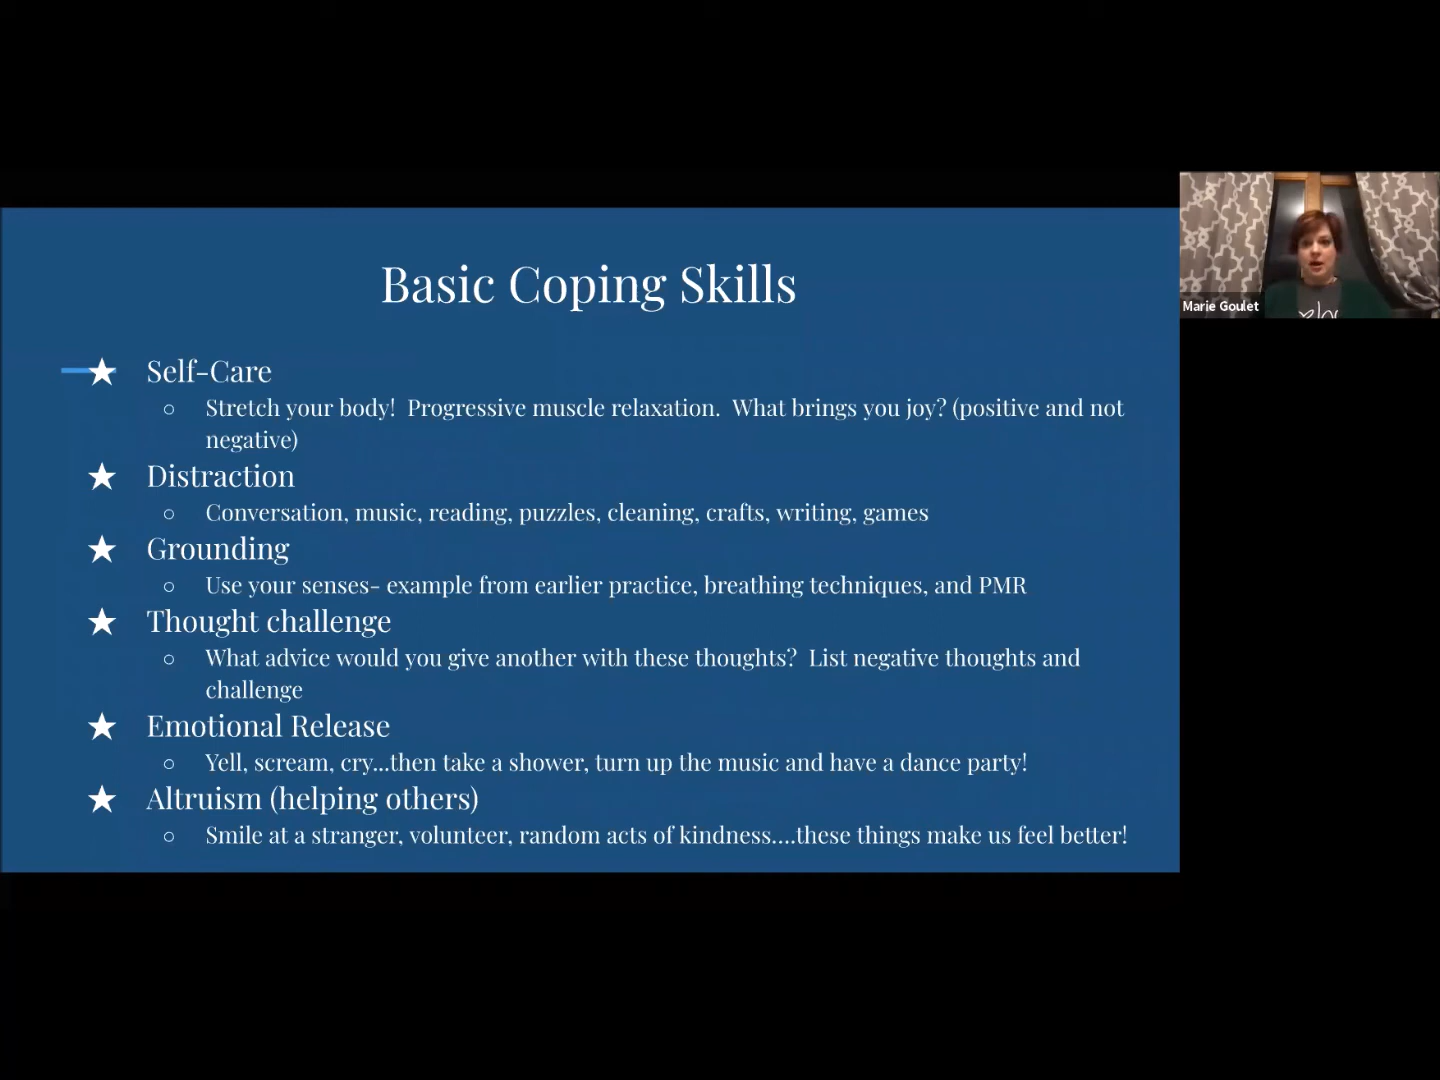 Basic Coping Skills
★ Self-Care
○ Stretch your body!  Progressive muscle relaxation.  What brings you joy? (positive and not
negative)
★ Distraction
○ Conversation, music, reading, puzzles, cleaning, crafts, writing, games
★ Grounding
○ Use your senses- example from earlier practice, breathing techniques, and PMR
★ Thought challenge
○ What advice would you give another with these thoughts?  List negative thoughts and
challenge
★ Emotional Release
○ Yell, scream, cry...then take a shower, turn up the music and have a dance party!
★ Altruism (helping others)
○ Smile at a stranger, volunteer, random acts of kindness....these things make us feel better!
Marie Goulet